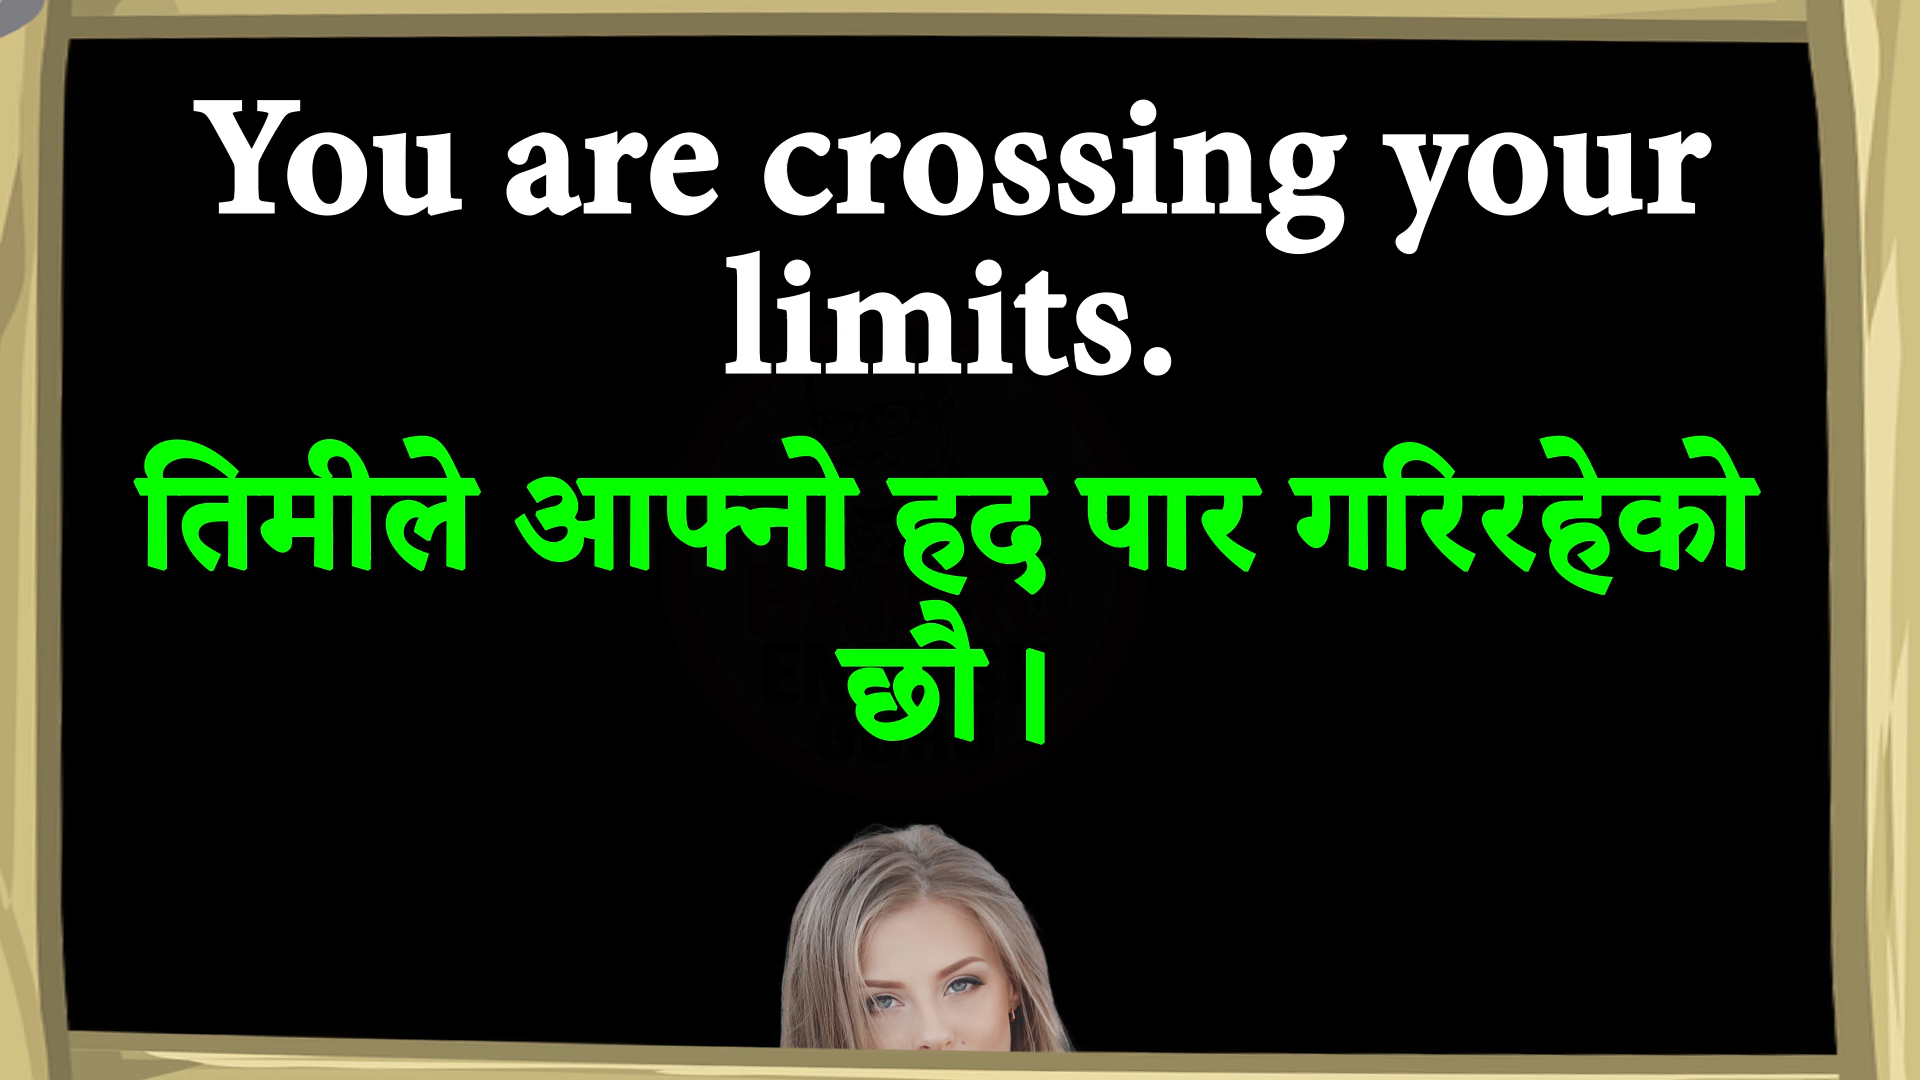 You are crossing your
limits.
तिमीले आफ्नो हद पार गरिरहेको
छौ ।